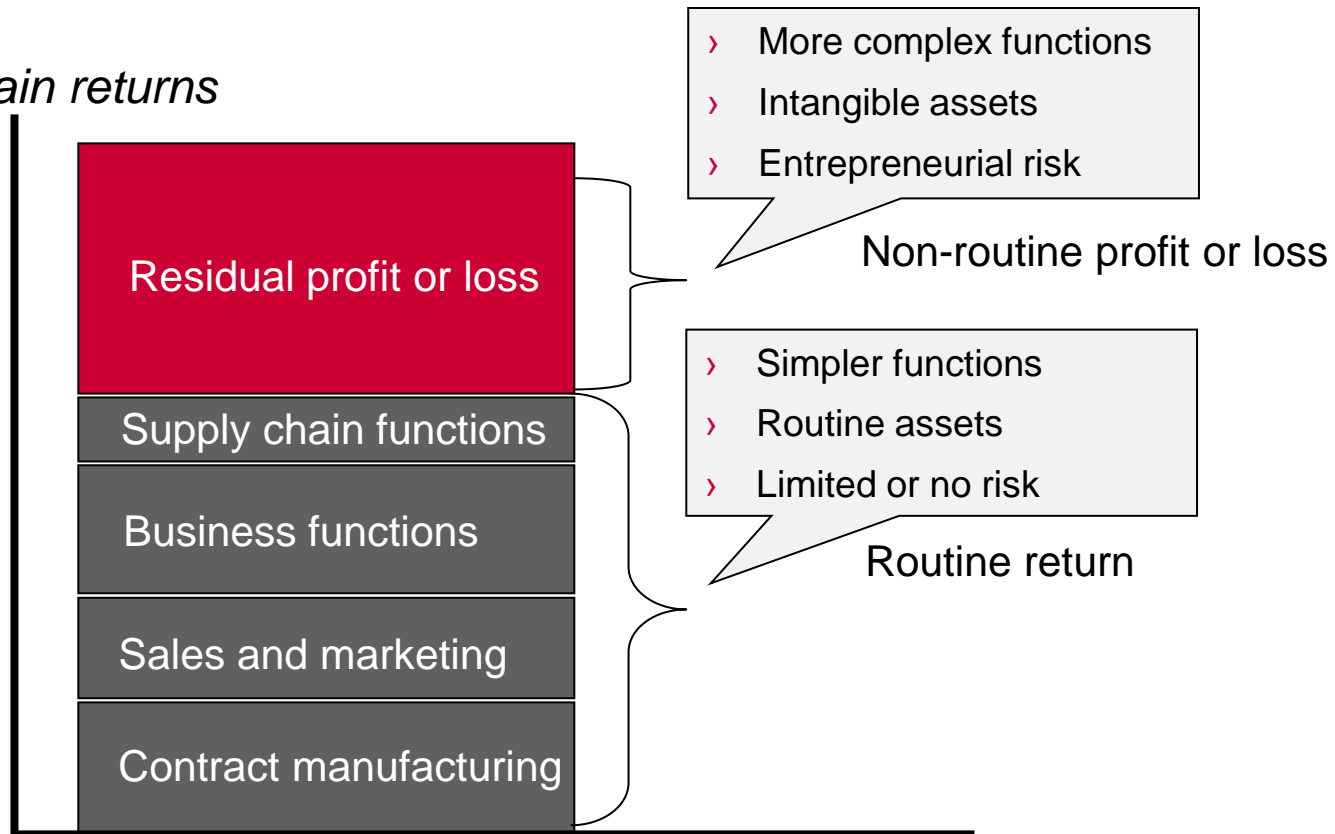 ain returns
› More complex functions
› Intangible assets
› Entrepreneurial risk
Non-routine profit or loss
Residual profit or loss
› Simpler functions
› Routine assets
› Limited or no risk
Routine return
Supply chain functions
Business functions
Sales and marketing
Contract manufacturing